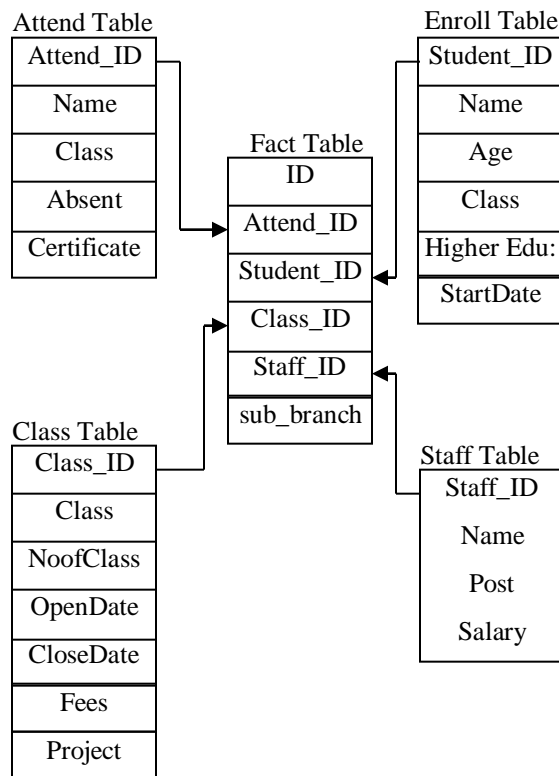 Attend Table
Attend_ID
Name
Class
Absent
Certificate
Enroll Table
Student_ID
Name
Age
Class
Higher Edu:
StartDate
Fact Table
ID
Attend_ID
Student_ID
Class_ID
Staff_ID
sub_branch
Class Table
Class_ID
Class
NoofClass
OpenDate
CloseDate
Fees
Project
Staff Table
Staff_ID
Name
Post
Salary